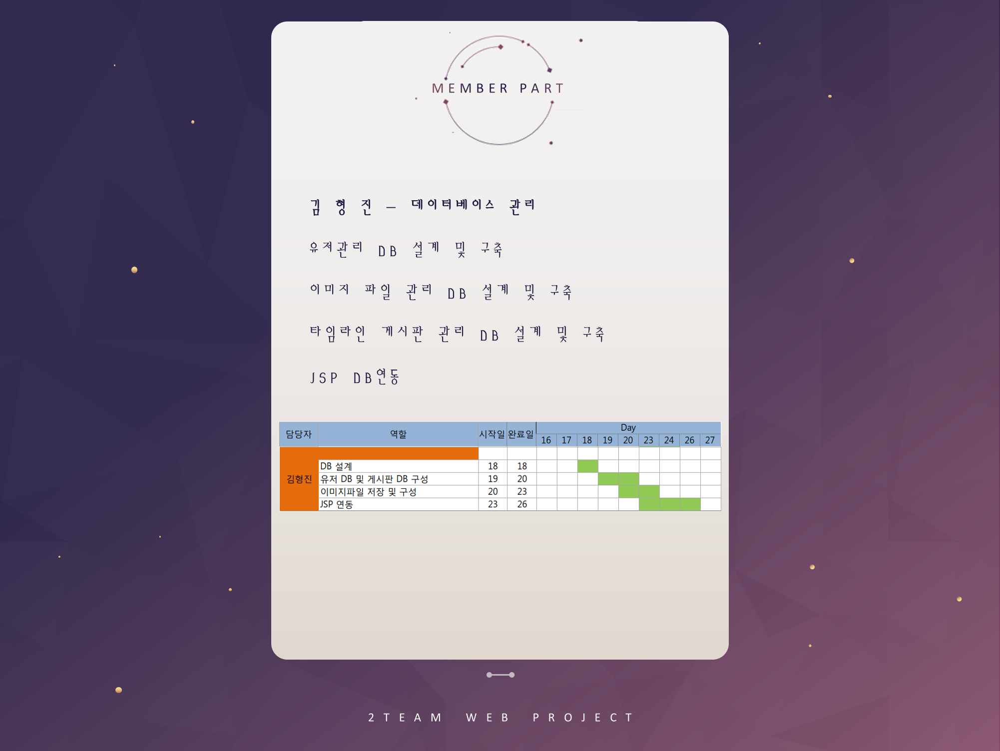 MEMBER PART
김 형 진 – 데이터베이스 관리
유저관리 DB 설계 및 구축
이미지 파일 관리 DB 설계 및 구축
타임라인 게시판 관리 DB 설계 및 구축
JSP DB연동
담당자 역할 시작일 완료일 Day
16 17 18 19 20 23 24 26 27
김형진
DB 설계 18 18
유저 DB 및 게시판 DB 구성 19 20
이미지파일 저장 및 구성 20 23
JSP 연동 23 26
2TEAM WEB PROJECT